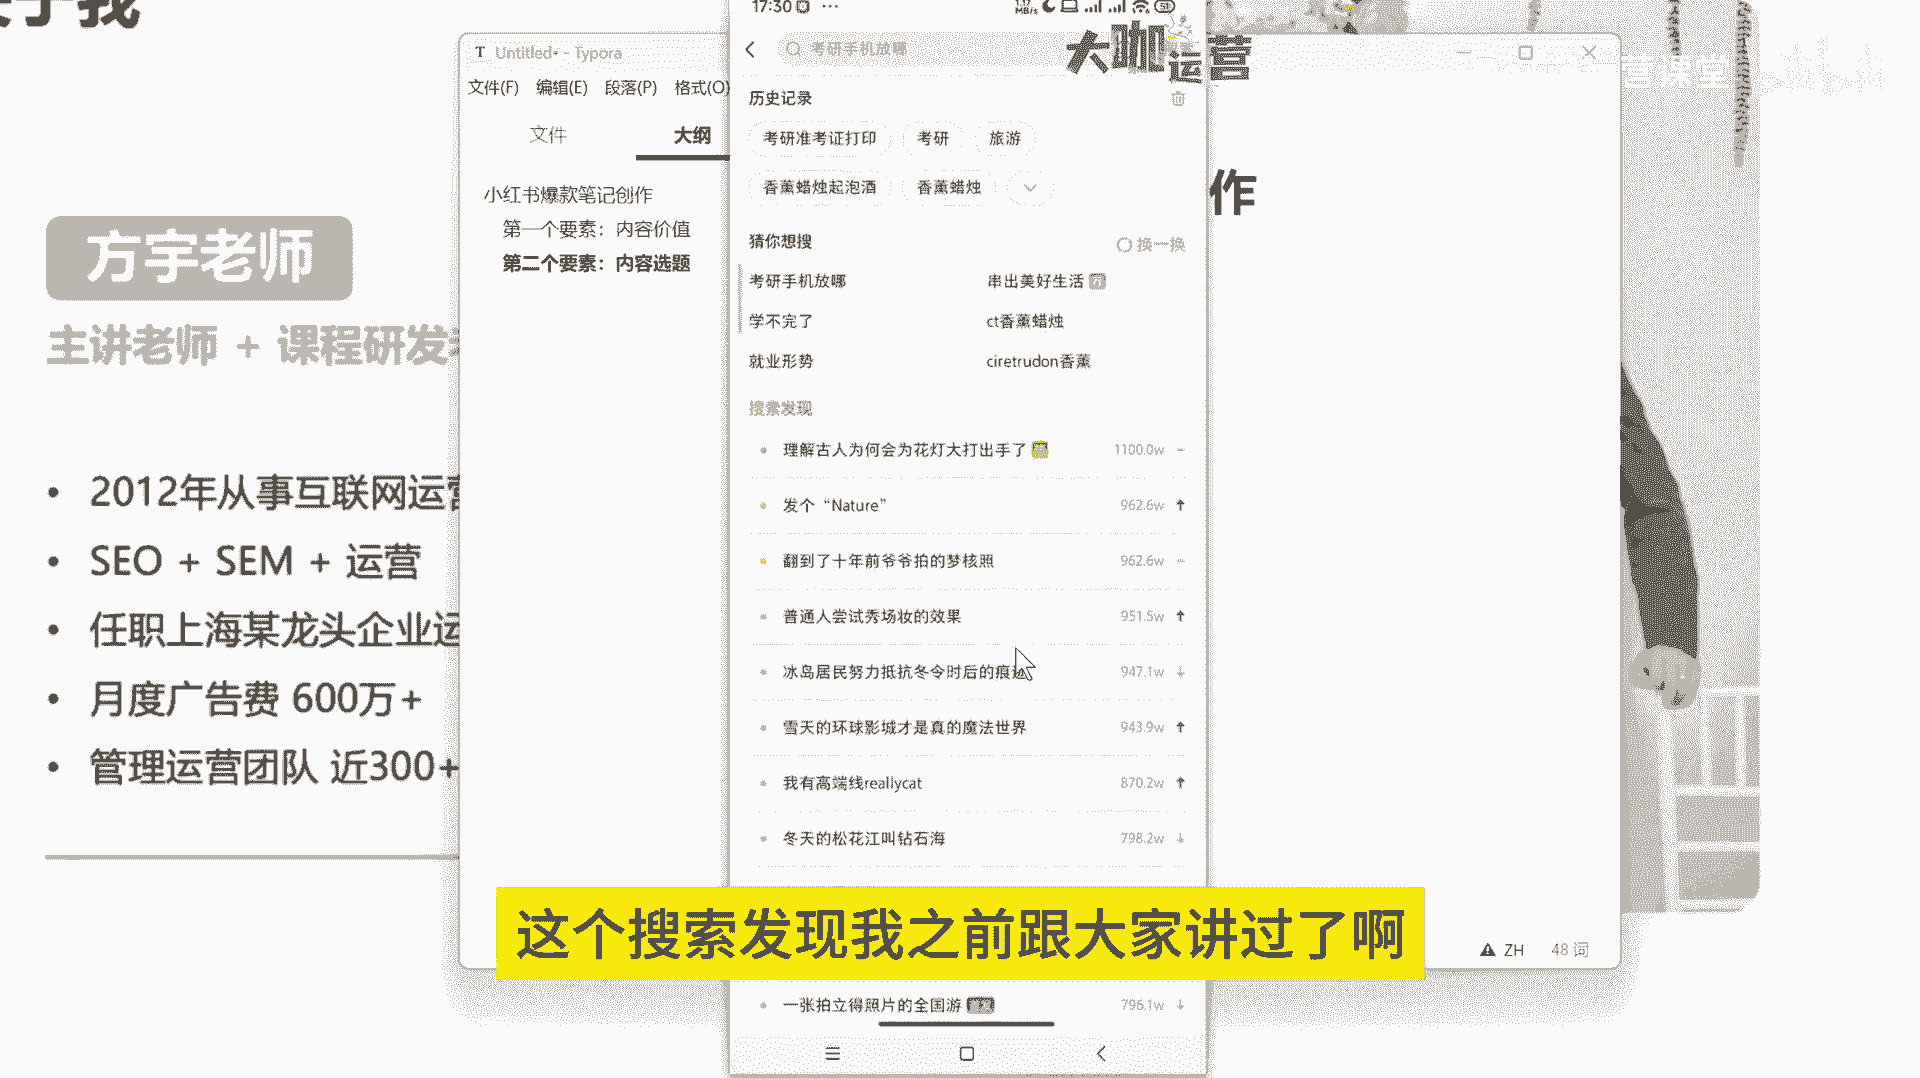 于我
方宇老师
主讲老师 + 课程研发
2012年从事互联网运营
SEO + SEM + 运营
任职上海某龙头企业运
月度广告费 600万+
管理运营团队 近300+
Untitled• - Typora
文件(F) 编辑(E) 段落(P) 格式(O)
文件 大纲
小红书爆款笔记创作
第一个要素：内容价值
第二个要素：内容选题
作
ZH 48 词
17:30
MB/s 51
考研手机放哪
大咖运营
营课堂
bilibili
历史记录
考研准考证打印 考研 旅游
香薰蜡烛起泡酒 香薰蜡烛
猜你想搜 换一换
考研手机放哪 串出美好生活
学不完了 ct香薰蜡烛
就业形势 ciretrudon香薰
搜索发现
理解古人为何会为花灯大打出手了 1100.0w
发个“Nature” 962.6w
翻到了十年前爷爷拍的梦核照 962.6w
普通人尝试秀场妆的效果 951.5w
冰岛居民努力抵抗冬令时后的痕迹 947.1w
雪天的环球影城才是真的魔法世界 943.9w
我有高端线reallycat 870.2w
冬天的松花江叫钻石海 798.2w
这个搜索发现我之前跟大家讲过了啊
一张拍立得照片的全国游 796.1w